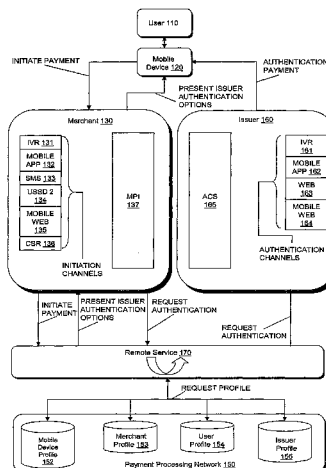 User 110
Mobile
Device 120
INITIATE PAYMENT
AUTHENTICATION
PAYMENT
PRESENT ISSUER
AUTHENTICATION
OPTIONS
Merchant 130
IVR 131
MOBILE
APP 132
SMS 133
USSD 2
134
MOBILE
WEB
135
CSR 136
MPI
137
INITIATION
CHANNELS
Issuer 160
ACS
165
IVR
161
MOBILE
APP 162
WEB
163
MOBILE
WEB
164
AUTHENTICATION
CHANNELS
INITIATE
PAYMENT
PRESENT ISSUER
AUTHENTICATION
OPTIONS
REQUEST
AUTHENTICATION
REQUEST
AUTHENTICATION
Remote Service 170
REQUEST PROFILE
Mobile
Device
Profile
152
Merchant
Profile 153
User
Profile 154
Issuer
Profile
155
Payment Processing Network 150